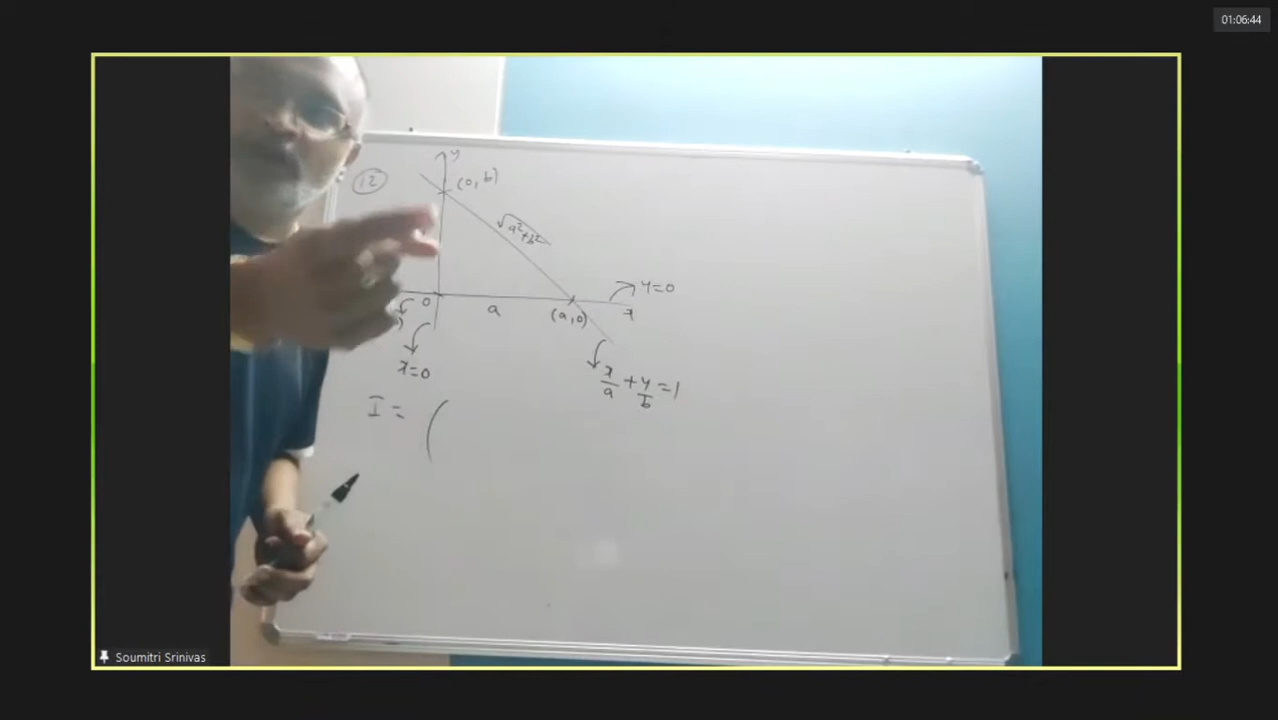 01:06:44
y
12
(0, b)
√a²+b²
y=0
0
a
(a,0)
x
x=0
x/a + y/b = 1
I = (
Soumitri Srinivas